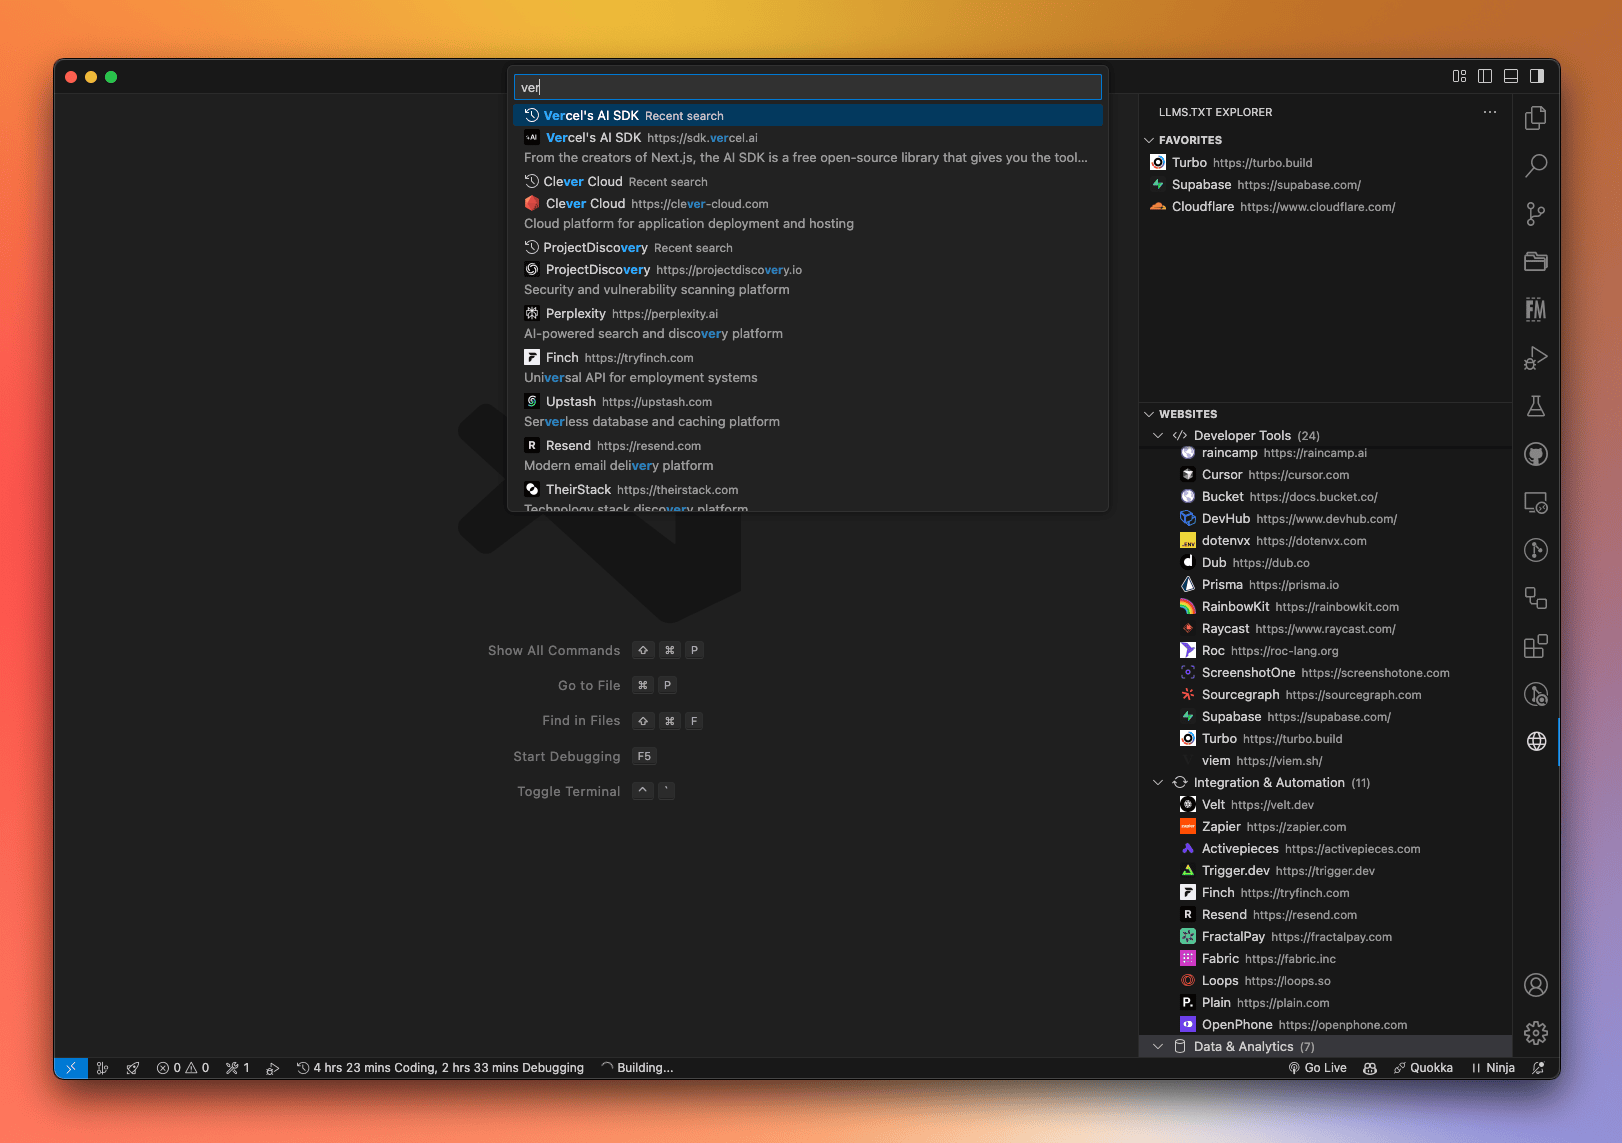 ver
Vercel's AI SDK Recent search
Vercel's AI SDK https://sdk.vercel.ai
From the creators of Next.js, the AI SDK is a free open-source library that gives you the tool...
Clever Cloud Recent search
Clever Cloud https://clever-cloud.com
Cloud platform for application deployment and hosting
ProjectDiscovery Recent search
ProjectDiscovery https://projectdiscovery.io
Security and vulnerability scanning platform
Perplexity https://perplexity.ai
AI-powered search and discovery platform
Finch https://tryfinch.com
Universal API for employment systems
Upstash https://upstash.com
Serverless database and caching platform
R Resend https://resend.com
Modern email delivery platform
TheirStack https://theirstack.com
Technology stack discovery platform
Show All Commands ⇧ ⌘ P
Go to File ⌘ P
Find in Files ⇧ ⌘ F
Start Debugging F5
Toggle Terminal ^ `
LLMS.TXT EXPLORER ...
FAVORITES
Turbo https://turbo.build
Supabase https://supabase.com/
Cloudflare https://www.cloudflare.com/
WEBSITES
Developer Tools (24)
raincamp https://raincamp.ai
Cursor https://cursor.com
Bucket https://docs.bucket.co/
DevHub https://www.devhub.com/
.ENV dotenvx https://dotenvx.com
d Dub https://dub.co
Prisma https://prisma.io
RainbowKit https://rainbowkit.com
Raycast https://www.raycast.com/
Roc https://roc-lang.org
ScreenshotOne https://screenshotone.com
Sourcegraph https://sourcegraph.com
Supabase https://supabase.com/
Turbo https://turbo.build
viem https://viem.sh/
Integration & Automation (11)
Velt https://velt.dev
Zapier https://zapier.com
Activepieces https://activepieces.com
Trigger.dev https://trigger.dev
Finch https://tryfinch.com
R Resend https://resend.com
FractalPay https://fractalpay.com
Fabric https://fabric.inc
Loops https://loops.so
P. Plain https://plain.com
OpenPhone https://openphone.com
Data & Analytics (7)
FM
0 0 1 4 hrs 23 mins Coding, 2 hrs 33 mins Debugging Building... Go Live Quokka Ninja